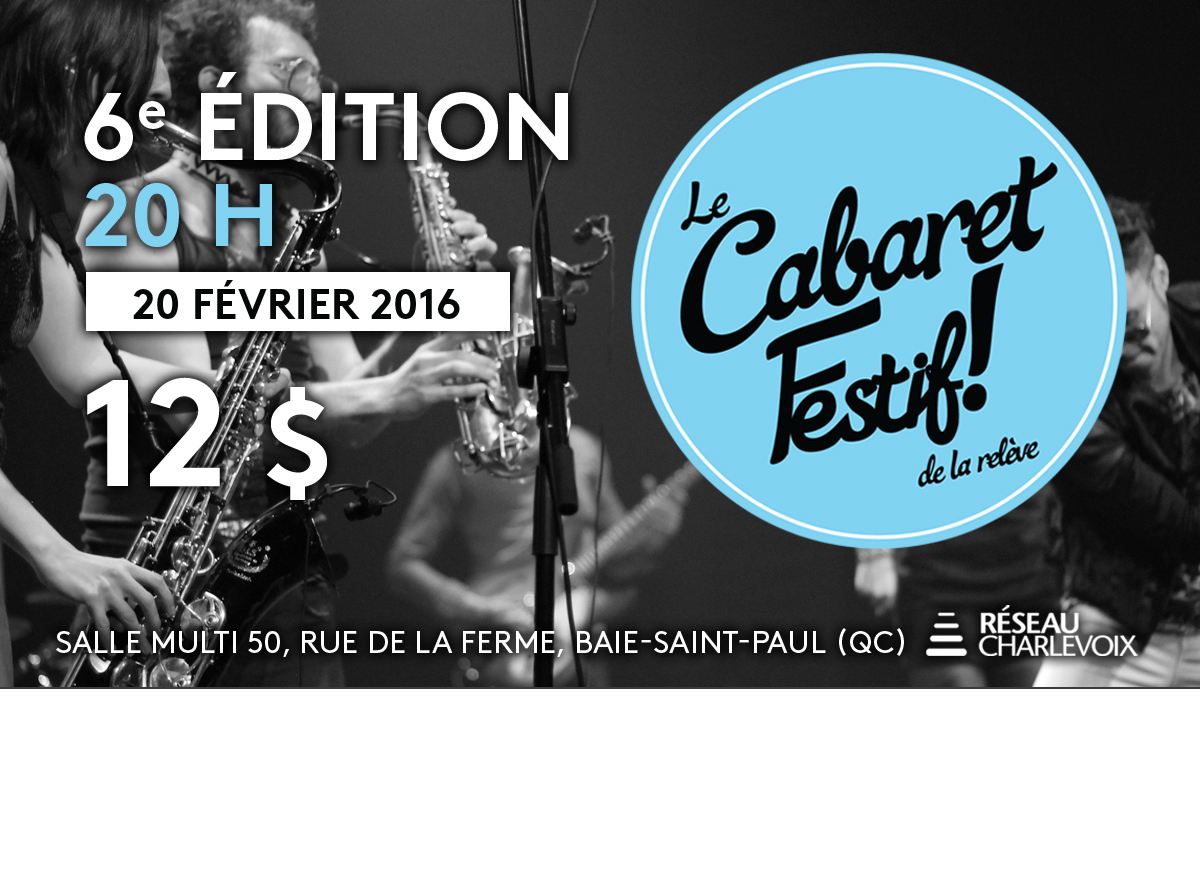 6e ÉDITION
20 H
20 FÉVRIER 2016
12 $
Le
Cabaret
Festif!
de la relève
SALLE MULTI 50, RUE DE LA FERME, BAIE-SAINT-PAUL (QC)
RÉSEAU
CHARLEVOIX